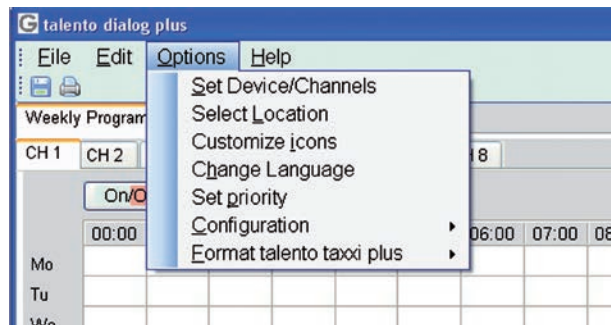 G talento dialog plus
File Edit Options Help
Set Device/Channels
Select Location
Customize icons
Change Language
Set priority
Configuration
Format talento taxxi plus
Weekly Program
CH 1 CH 2 8
On/O
00:00 06:00 07:00 08
Mo
Tu
We